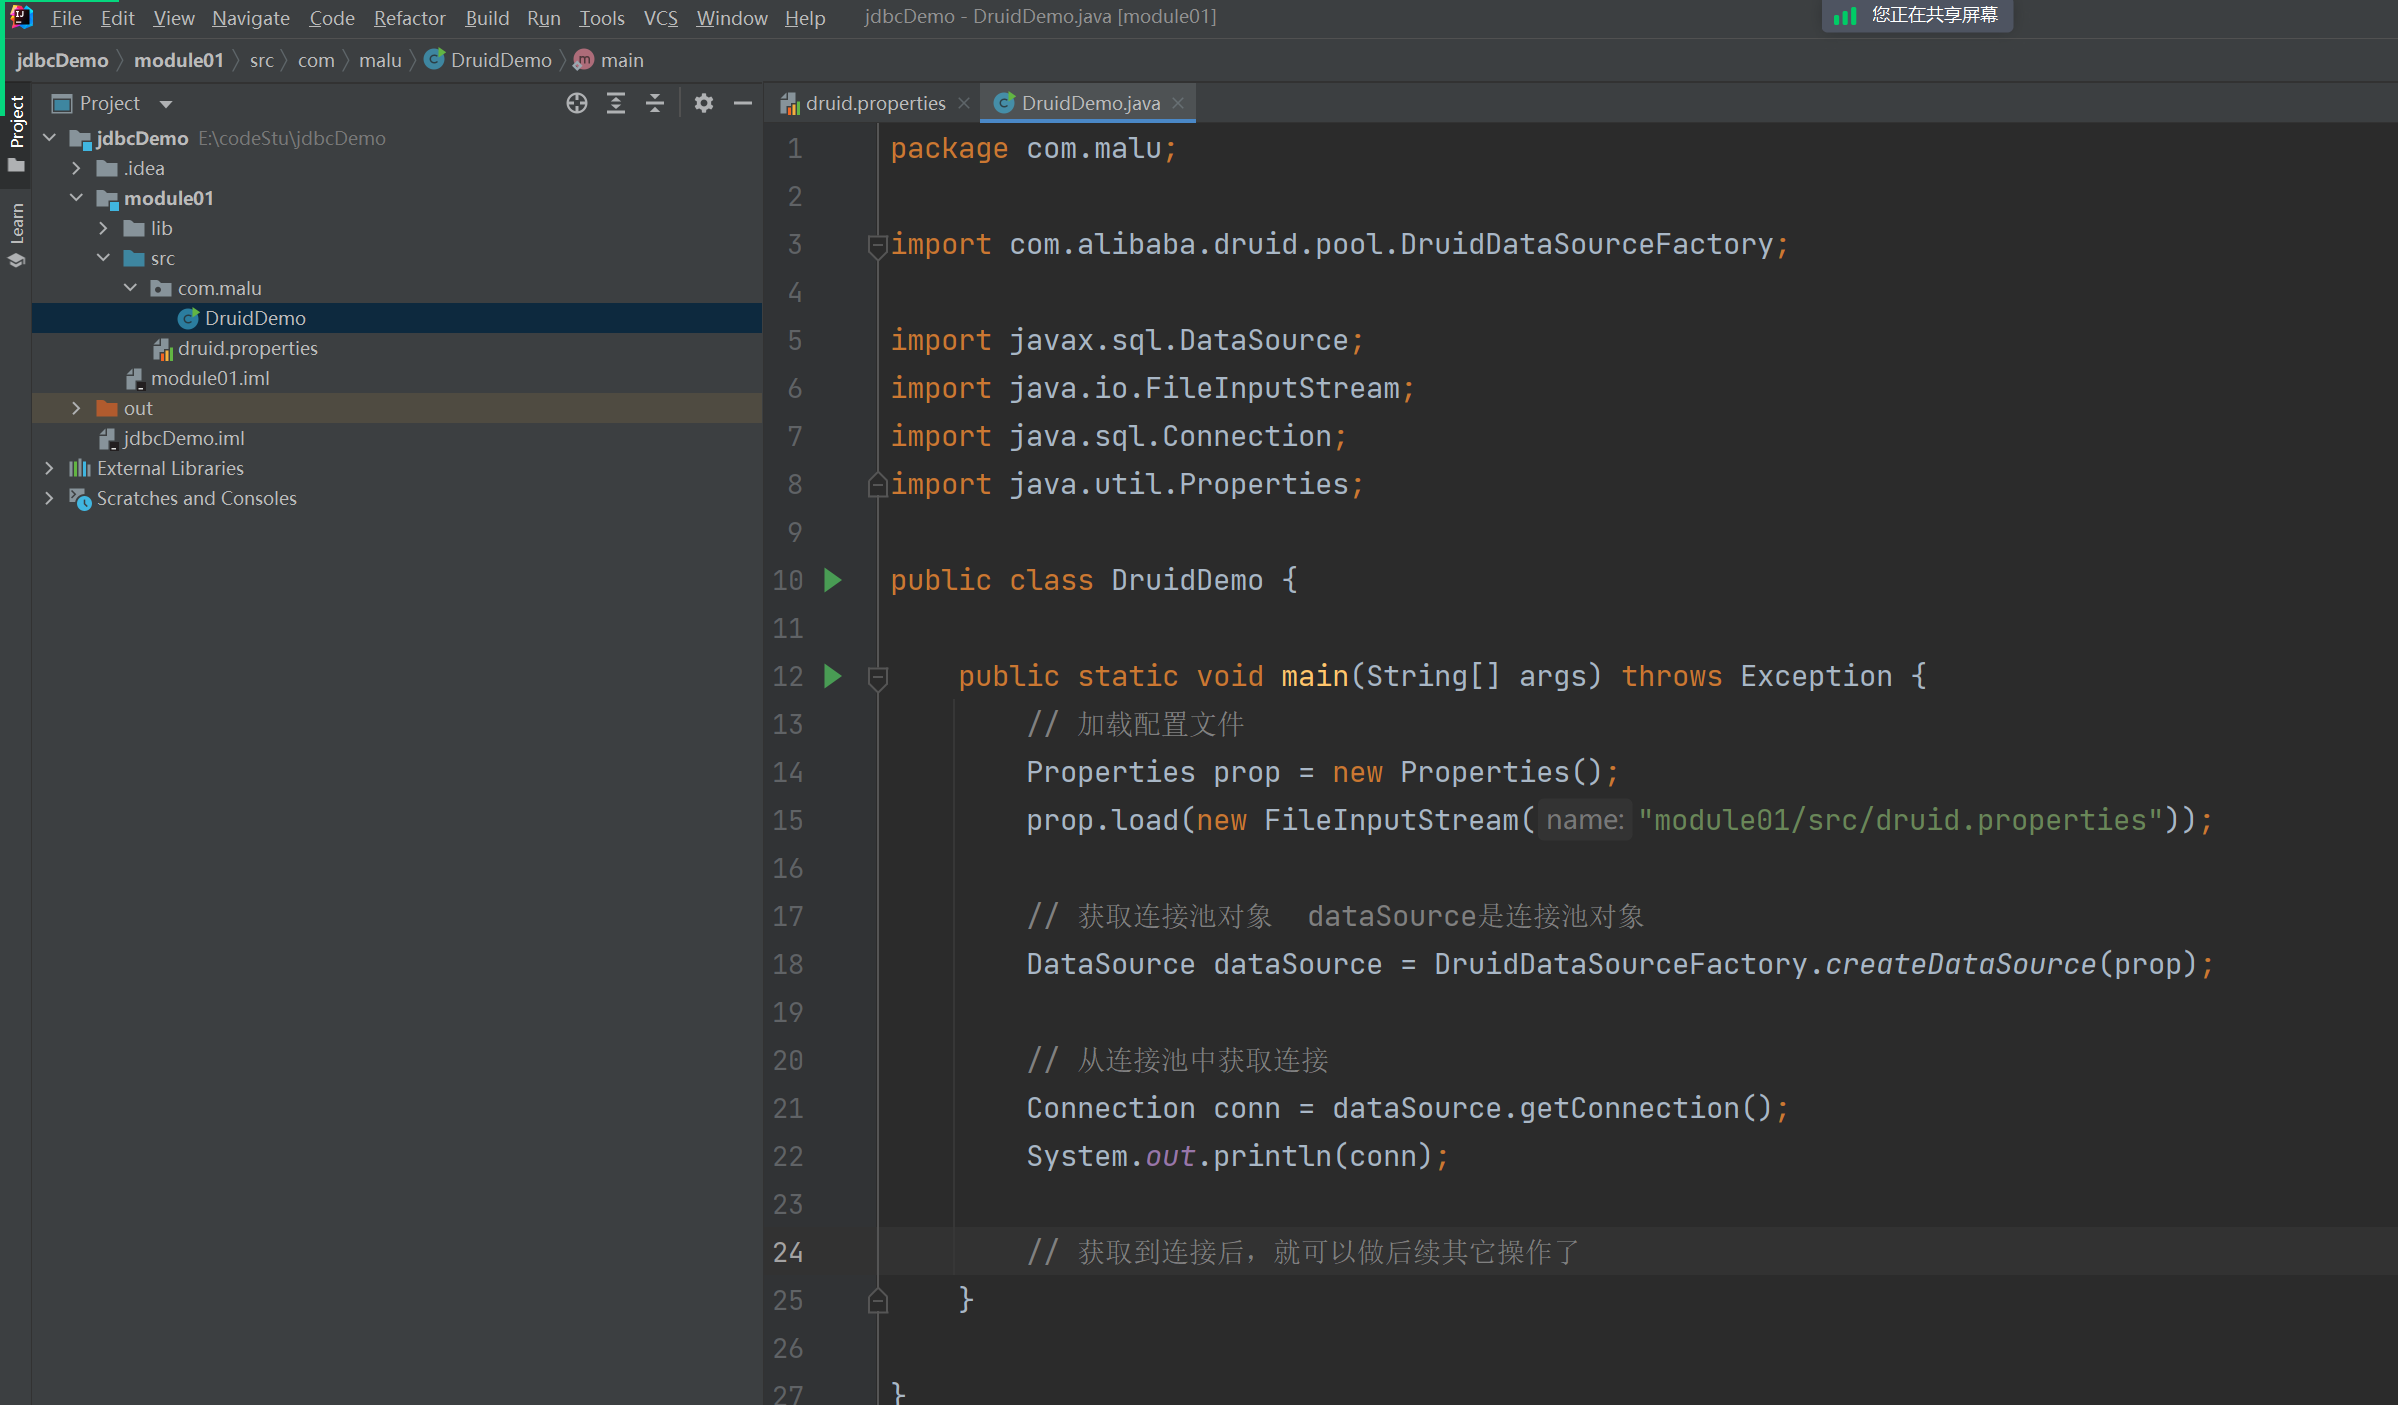 File Edit View Navigate Code Refactor Build Run Tools VCS Window Help jdbcDemo - DruidDemo.java [module01] 您正在共享屏幕
jdbcDemo module01 src com malu DruidDemo main
Project
Learn
Project
jdbcDemo E:\codeStu\jdbcDemo
.idea
module01
lib
src
com.malu
DruidDemo
druid.properties
module01.iml
out
jdbcDemo.iml
External Libraries
Scratches and Consoles
druid.properties DruidDemo.java
1 package com.malu;
2
3 import com.alibaba.druid.pool.DruidDataSourceFactory;
4
5 import javax.sql.DataSource;
6 import java.io.FileInputStream;
7 import java.sql.Connection;
8 import java.util.Properties;
9
10 public class DruidDemo {
11
12 public static void main(String[] args) throws Exception {
13 // 加载配置文件
14 Properties prop = new Properties();
15 prop.load(new FileInputStream( name: "module01/src/druid.properties"));
16
17 // 获取连接池对象 dataSource是连接池对象
18 DataSource dataSource = DruidDataSourceFactory.createDataSource(prop);
19
20 // 从连接池中获取连接
21 Connection conn = dataSource.getConnection();
22 System.out.println(conn);
23
24 // 获取到连接后，就可以做后续其它操作了
25 }
26
27 }